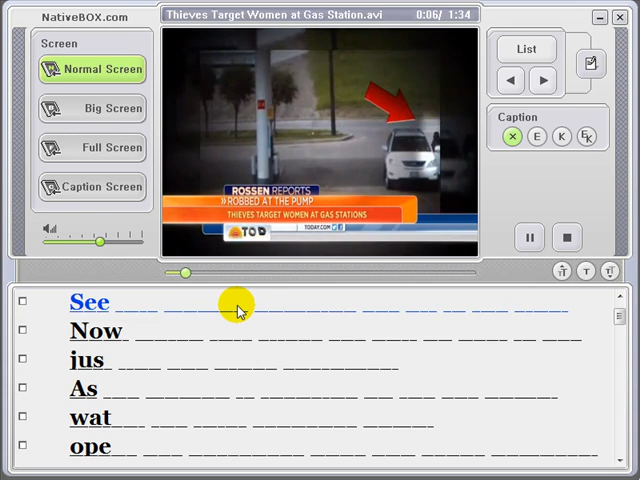 NativeBOX.com
Thieves Target Women at Gas Station.avi
0:06/ 1:34
Screen
Normal Screen
Big Screen
Full Screen
Caption Screen
ROSSEN REPORTS
»ROBBED AT THE PUMP
THIEVES TARGET WOMEN AT GAS STATIONS
TOD
TODAY.COM
List
Caption
X
E
K
EK
T
T
T
See
Now
jus
As
wat
ope